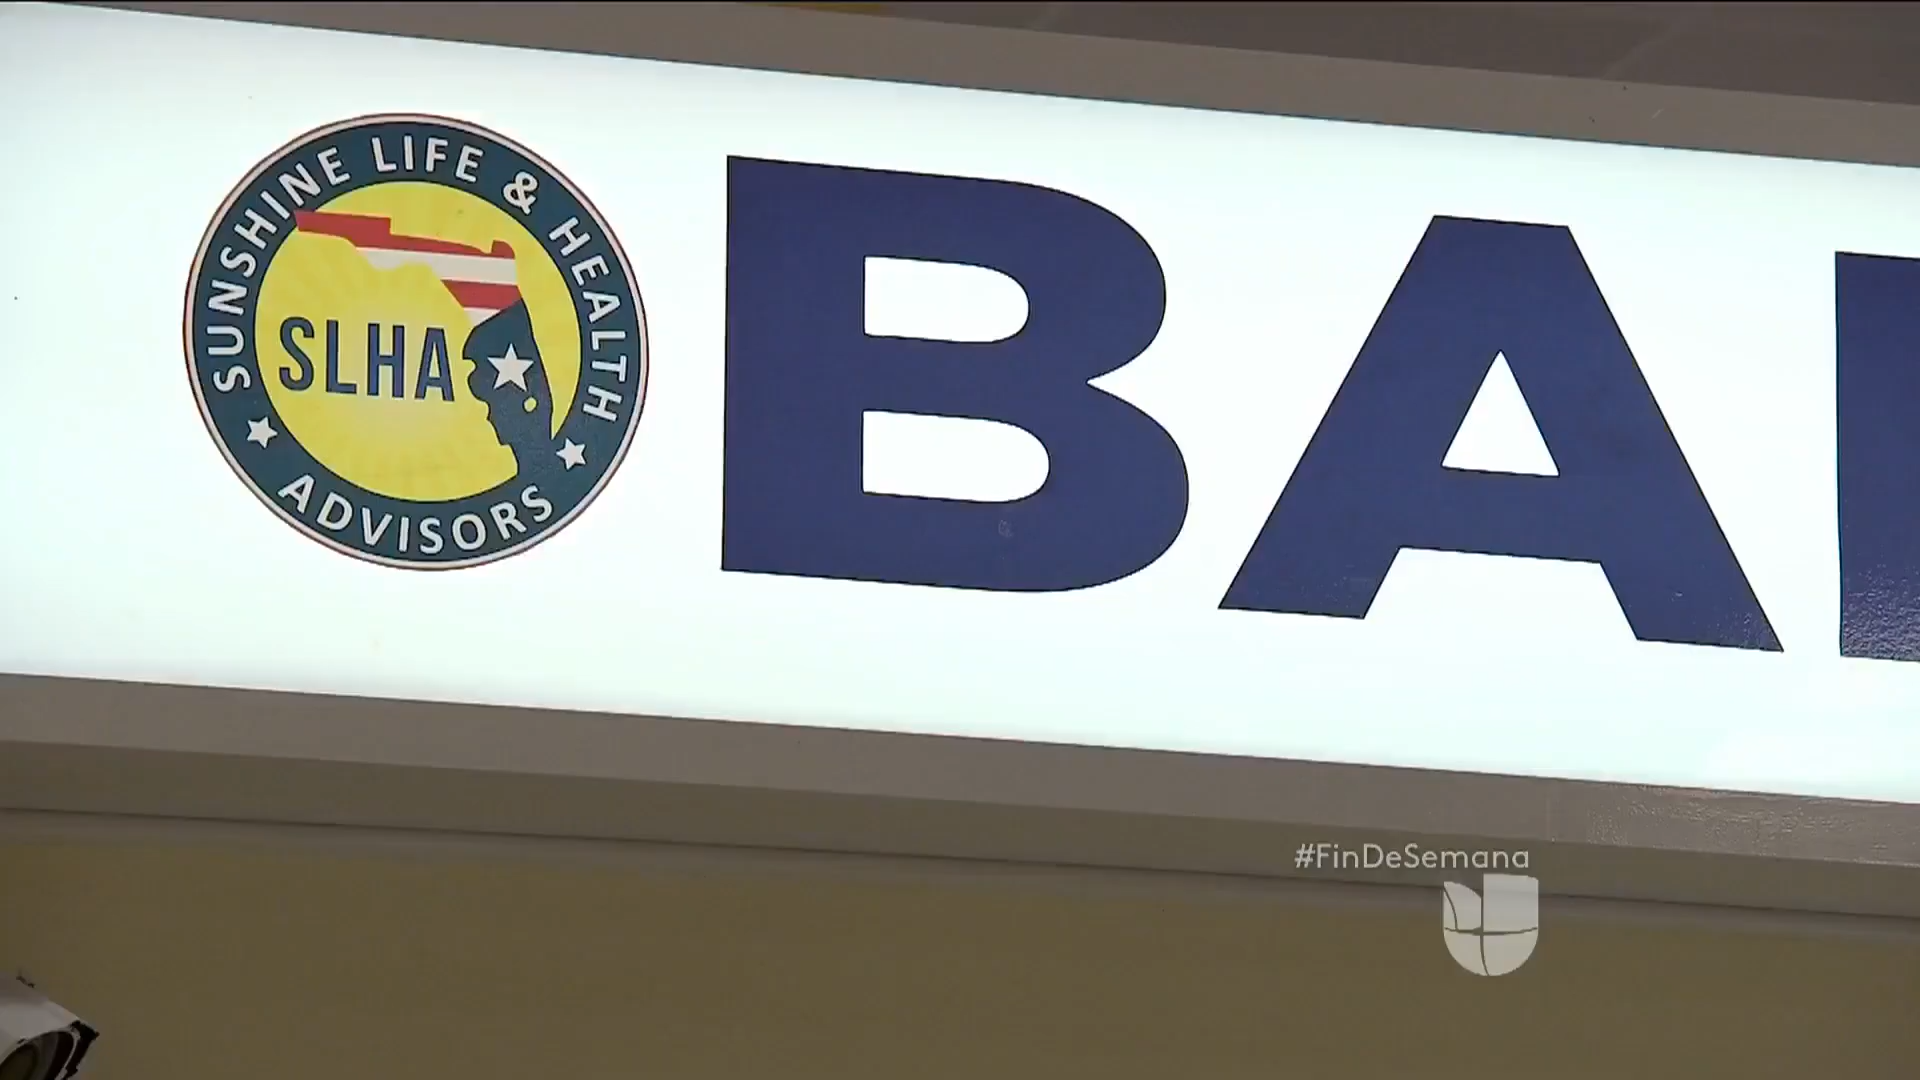 SUNSHINE LIFE & HEALTH
SLHA
ADVISORS
BA
#FinDeSemana